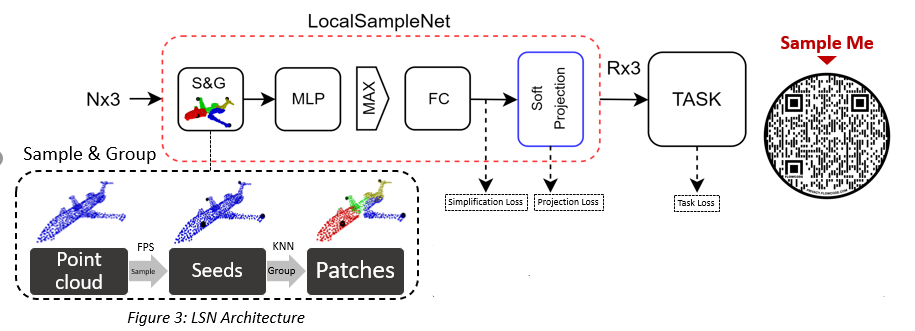 LocalSampleNet
Sample Me
Nx3
S&G
MLP
MAX
FC
Soft
Projection
Rx3
TASK
Sample & Group
Simplification Loss
Projection Loss
Task Loss
Point
cloud
FPS
Sample
Seeds
KNN
Group
Patches
Figure 3: LSN Architecture